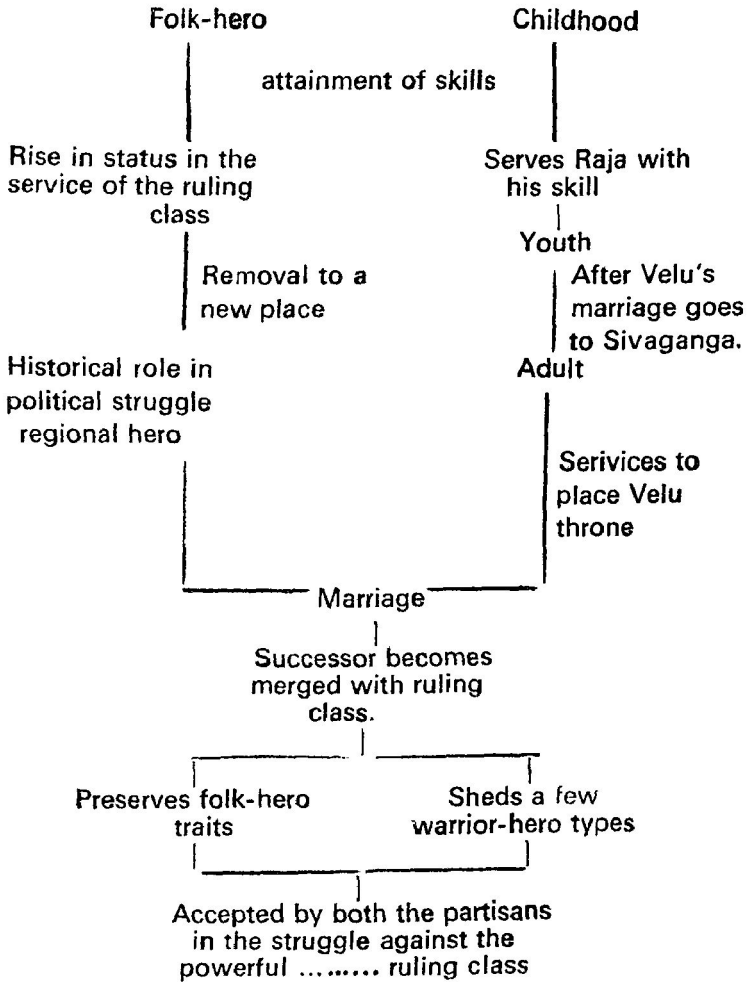 Folk-hero
Childhood
attainment of skills
Rise in status in the
service of the ruling
class
Serves Raja with
his skill
Youth
Removal to a
new place
After Velu's
marriage goes
to Sivaganga.
Adult
Historical role in
political struggle
regional hero
Serivices to
place Velu
throne
Marriage
Successor becomes
merged with ruling
class.
Preserves folk-hero
traits
Sheds a few
warrior-hero types
Accepted by both the partisans
in the struggle against the
powerful ......... ruling class